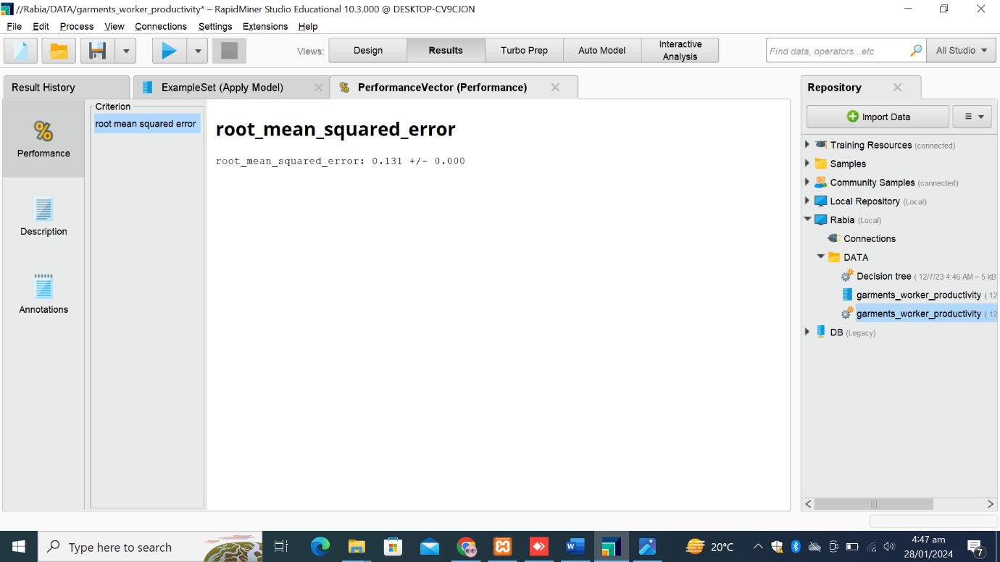 //Rabia/DATA/garments_worker_productivity* – RapidMiner Studio Educational 10.3.000 @ DESKTOP-CV9CJON
File Edit Process View Connections Settings Extensions Help
Views: Design Results Turbo Prep Auto Model Interactive Analysis
Find data, operators...etc All Studio
Result History ExampleSet (Apply Model) PerformanceVector (Performance)
Performance
Description
Annotations
Criterion
root mean squared error
root_mean_squared_error
root_mean_squared_error: 0.131 +/- 0.000
Repository
Import Data
Training Resources (connected)
Samples
Community Samples (connected)
Local Repository (Local)
Rabia (Local)
Connections
DATA
Decision tree ( 12/7/23 4:46 AM – 5 kB
garments_worker_productivity ( 12
garments_worker_productivity ( 12
DB (Legacy)
Type here to search
20°C
4:47 am
28/01/2024
7